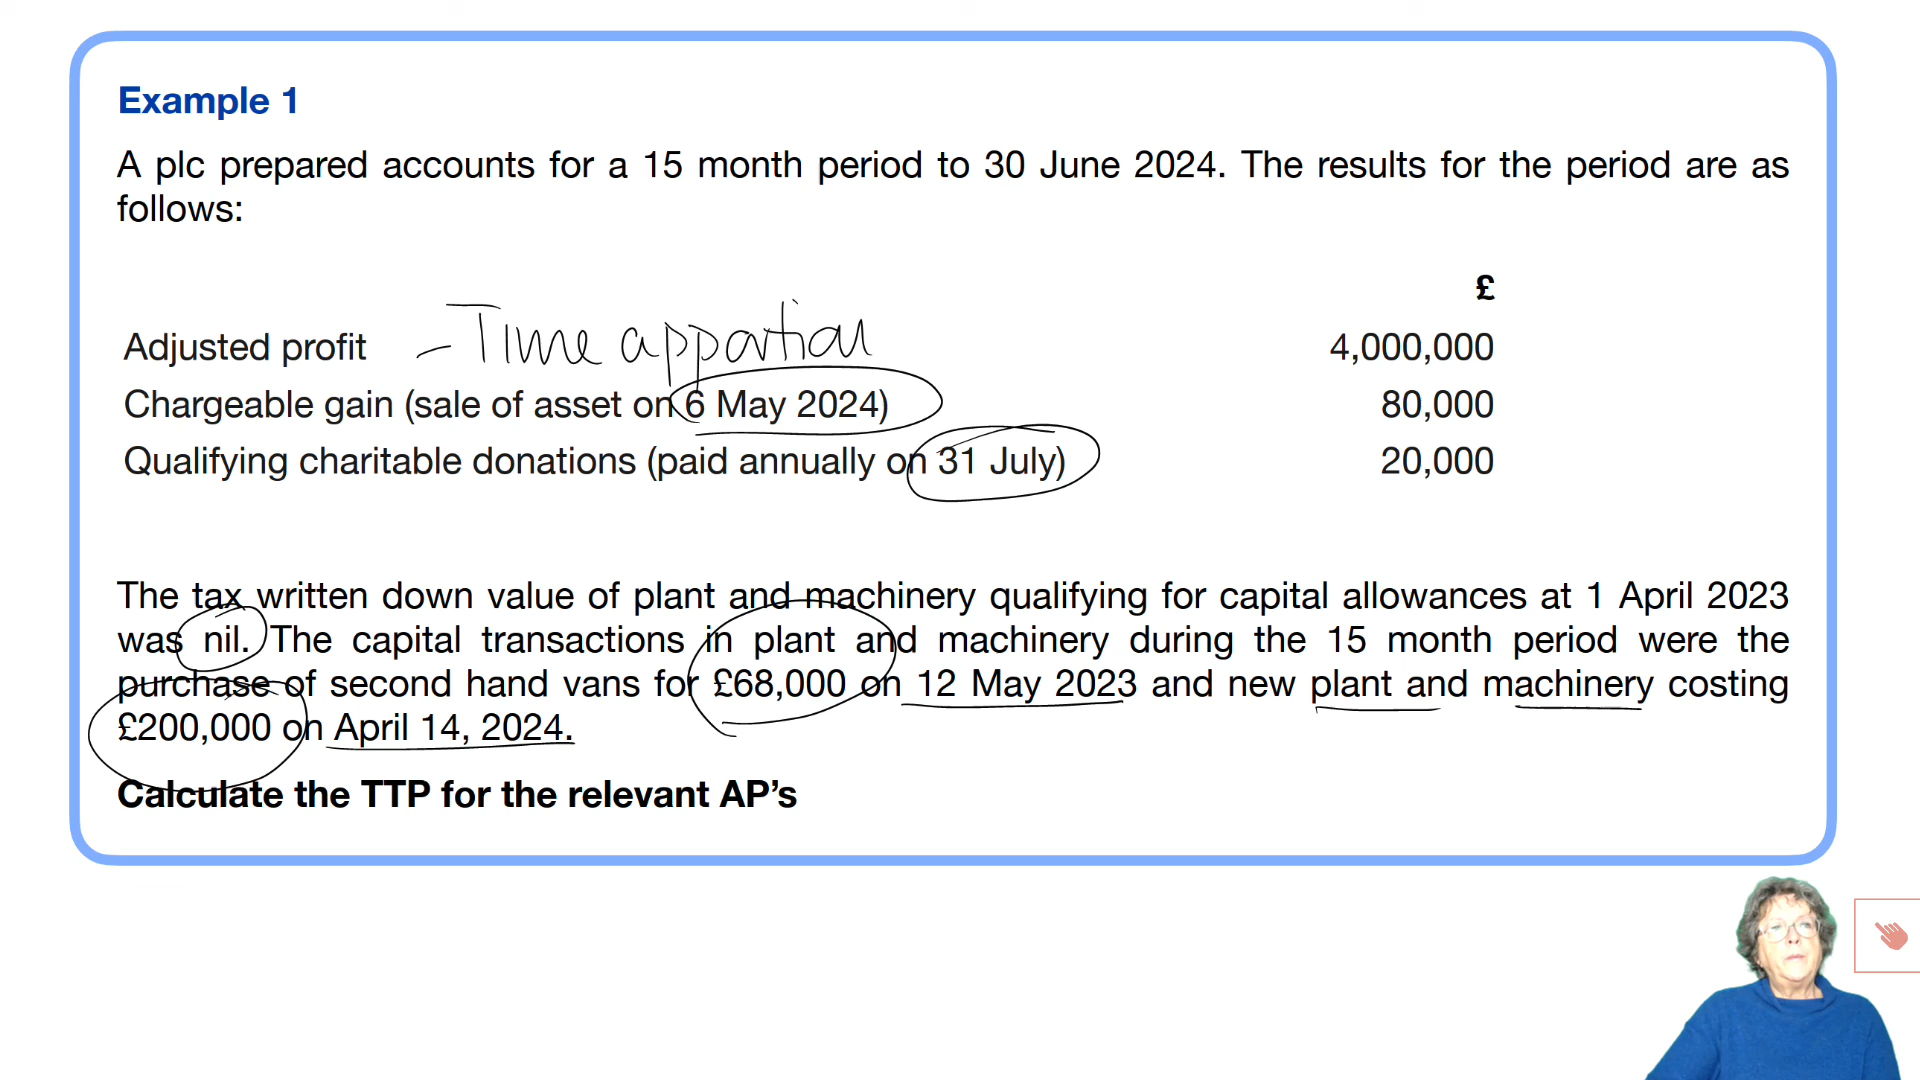 Example 1
A plc prepared accounts for a 15 month period to 30 June 2024. The results for the period are as
follows:
£
Adjusted profit - Time apportion 4,000,000
Chargeable gain (sale of asset on 6 May 2024) 80,000
Qualifying charitable donations (paid annually on 31 July) 20,000
The tax written down value of plant and machinery qualifying for capital allowances at 1 April 2023
was nil. The capital transactions in plant and machinery during the 15 month period were the
purchase of second hand vans for £68,000 on 12 May 2023 and new plant and machinery costing
£200,000 on April 14, 2024.
Calculate the TTP for the relevant AP’s